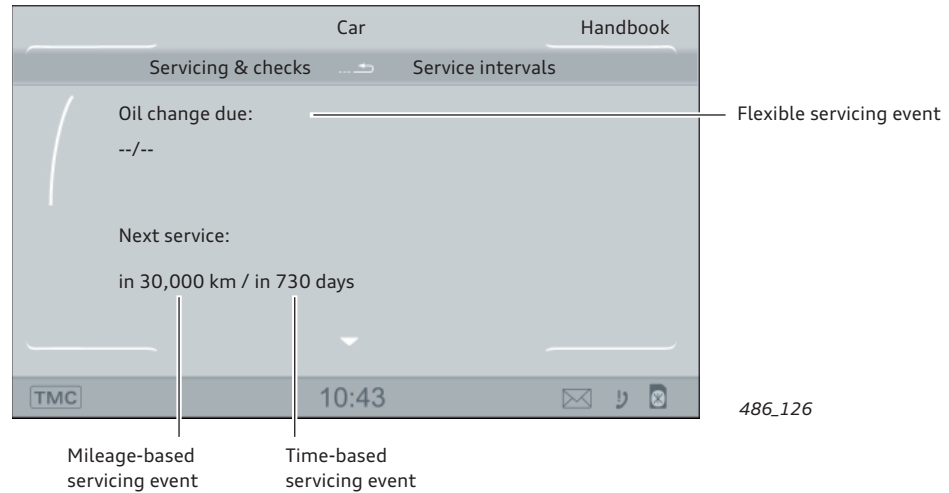 Car Handbook
Servicing & checks ... Service intervals
Oil change due:
--/--
Flexible servicing event
Next service:
in 30,000 km / in 730 days
TMC 10:43
486_126
Mileage-based
servicing event
Time-based
servicing event